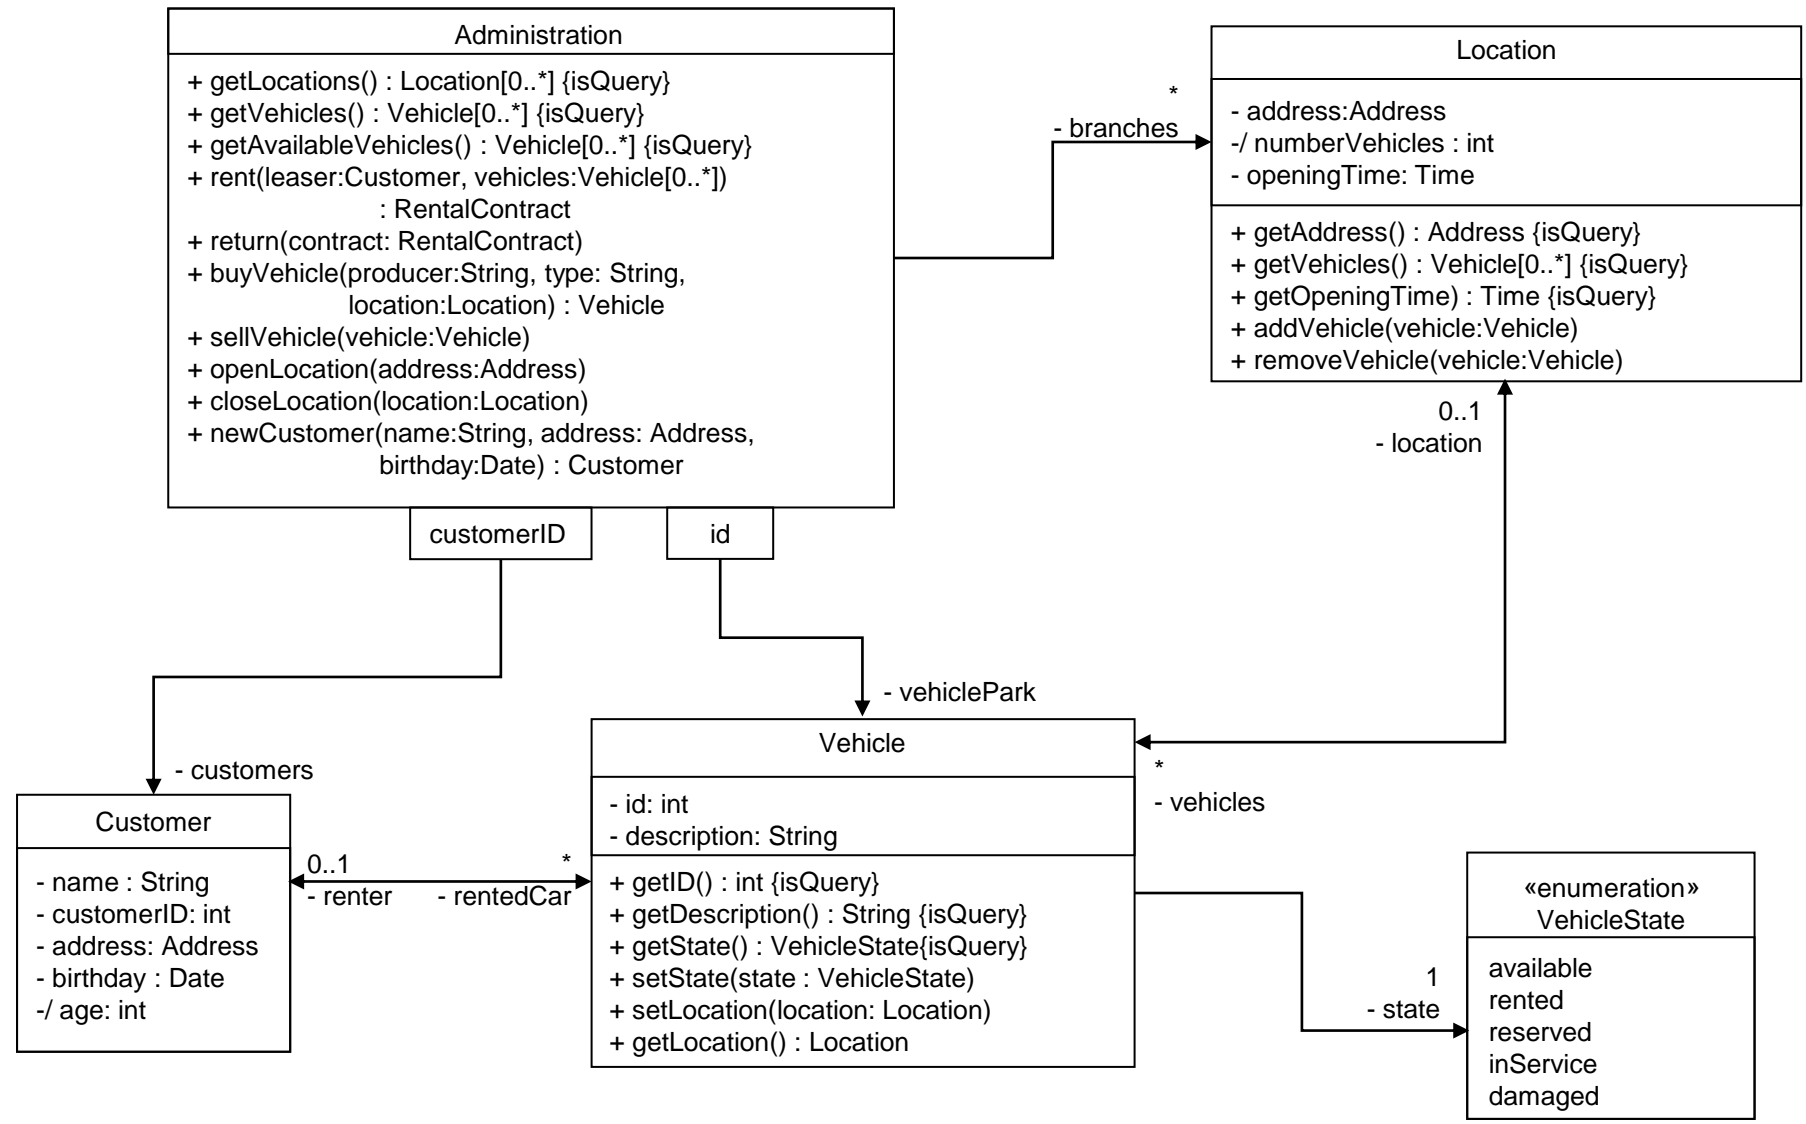 Administration
+ getLocations() : Location[0..*] {isQuery}
+ getVehicles() : Vehicle[0..*] {isQuery}
+ getAvailableVehicles() : Vehicle[0..*] {isQuery}
+ rent(leaser:Customer, vehicles:Vehicle[0..*])
: RentalContract
+ return(contract: RentalContract)
+ buyVehicle(producer:String, type: String,
location:Location) : Vehicle
+ sellVehicle(vehicle:Vehicle)
+ openLocation(address:Address)
+ closeLocation(location:Location)
+ newCustomer(name:String, address: Address,
birthday:Date) : Customer
customerID
id
*
- branches
Location
- address:Address
-/ numberVehicles : int
- openingTime: Time
+ getAddress() : Address {isQuery}
+ getVehicles() : Vehicle[0..*] {isQuery}
+ getOpeningTime) : Time {isQuery}
+ addVehicle(vehicle:Vehicle)
+ removeVehicle(vehicle:Vehicle)
0..1
- location
- vehiclePark
- customers
Customer
- name : String
- customerID: int
- address: Address
- birthday : Date
-/ age: int
0..1
- renter
*
- rentedCar
Vehicle
- id: int
- description: String
+ getID() : int {isQuery}
+ getDescription() : String {isQuery}
+ getState() : VehicleState{isQuery}
+ setState(state : VehicleState)
+ setLocation(location: Location)
+ getLocation() : Location
*
- vehicles
1
- state
«enumeration»
VehicleState
available
rented
reserved
inService
damaged